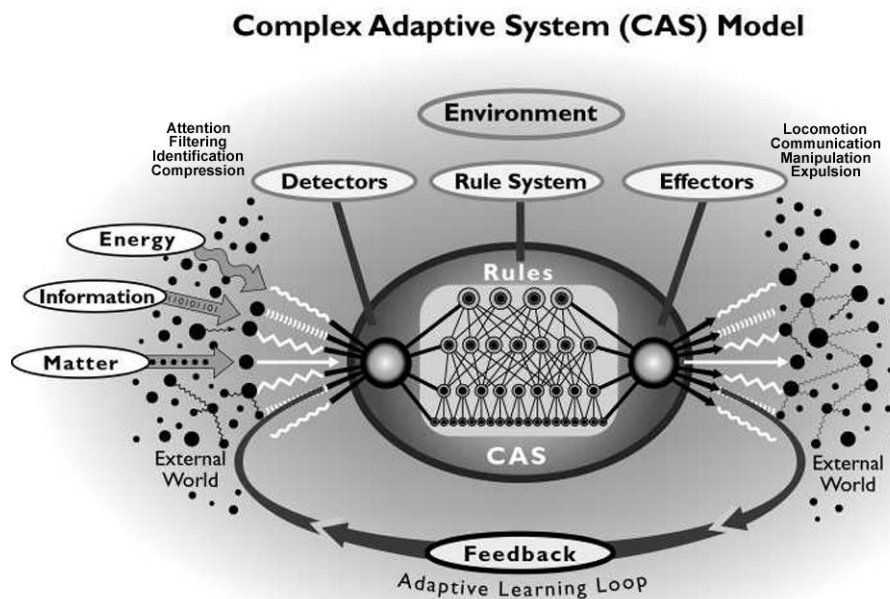 Complex Adaptive System (CAS) Model
Environment
Attention
Filtering
Identification
Compression
Locomotion
Communication
Manipulation
Expulsion
Detectors
Rule System
Effectors
Energy
Information
Matter
Rules
CAS
External
World
External
World
Feedback
Adaptive Learning Loop